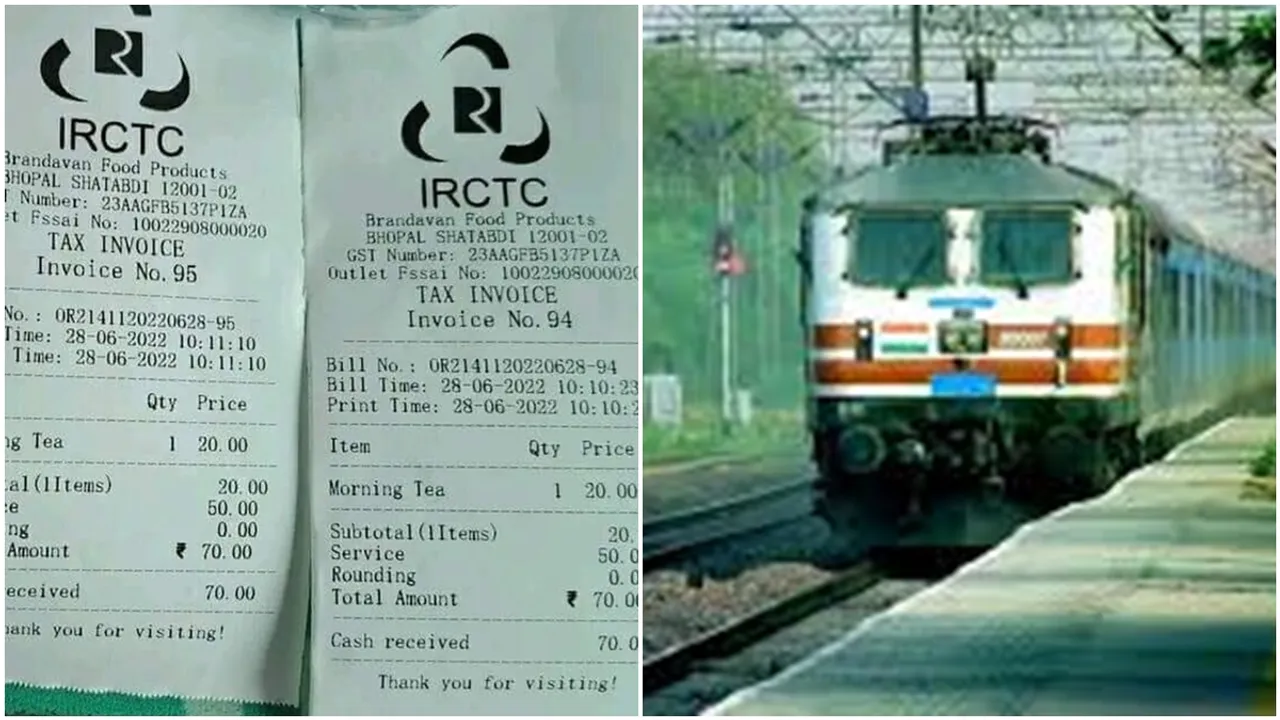 IRCTC
Brandavan Food Products
BHOPAL SHATABDI 12001-02
Number: 23AAGFB5137P1ZA
et Fssai No: 10022908000020
TAX INVOICE
Invoice No. 95
No.: OR2141120220628-95
Time: 28-06-2022 10:11:10
Time: 28-06-2022 10:11:10
Qty Price
ng Tea 1 20.00
al(1Items) 20.00
e 50.00
ng 0.00
Amount ₹ 70.00
eceived 70.00
ank you for visiting!
IRCTC
Brandavan Food Products
BHOPAL SHATABDI 12001-02
GST Number: 23AAGFB5137P1ZA
Outlet Fssai No: 10022908000020
TAX INVOICE
Invoice No. 94
Bill No.: OR2141120220628-94
Bill Time: 28-06-2022 10:10:23
Print Time: 28-06-2022 10:10:2
Item Qty Price
Morning Tea 1 20.00
Subtotal(1Items) 20.
Service 50.0
Rounding 0.0
Total Amount ₹ 70.0
Cash received 70.0
Thank you for visiting!